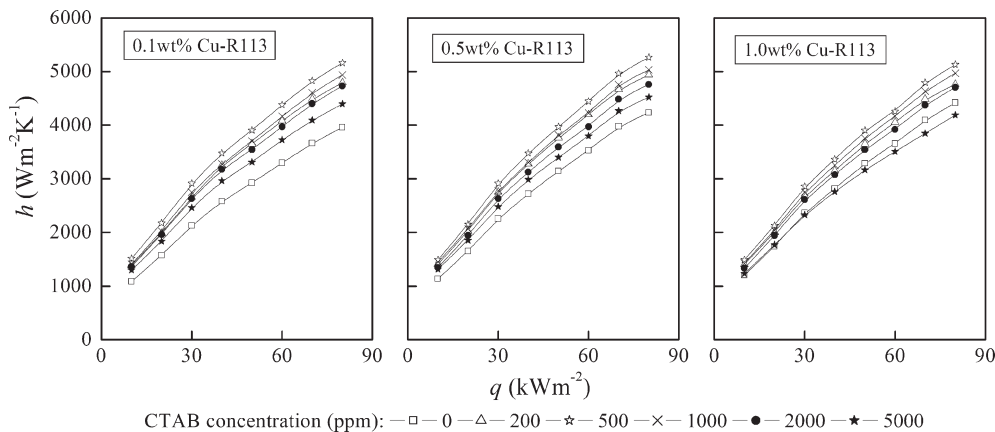 6000
5000
4000
3000
2000
1000
0
h (Wm-2K-1)
0.1wt% Cu-R113
0.5wt% Cu-R113
1.0wt% Cu-R113
0 30 60 90 0 30 60 90 0 30 60 90
q (kWm-2)
CTAB concentration (ppm): 0 200 500 1000 2000 5000